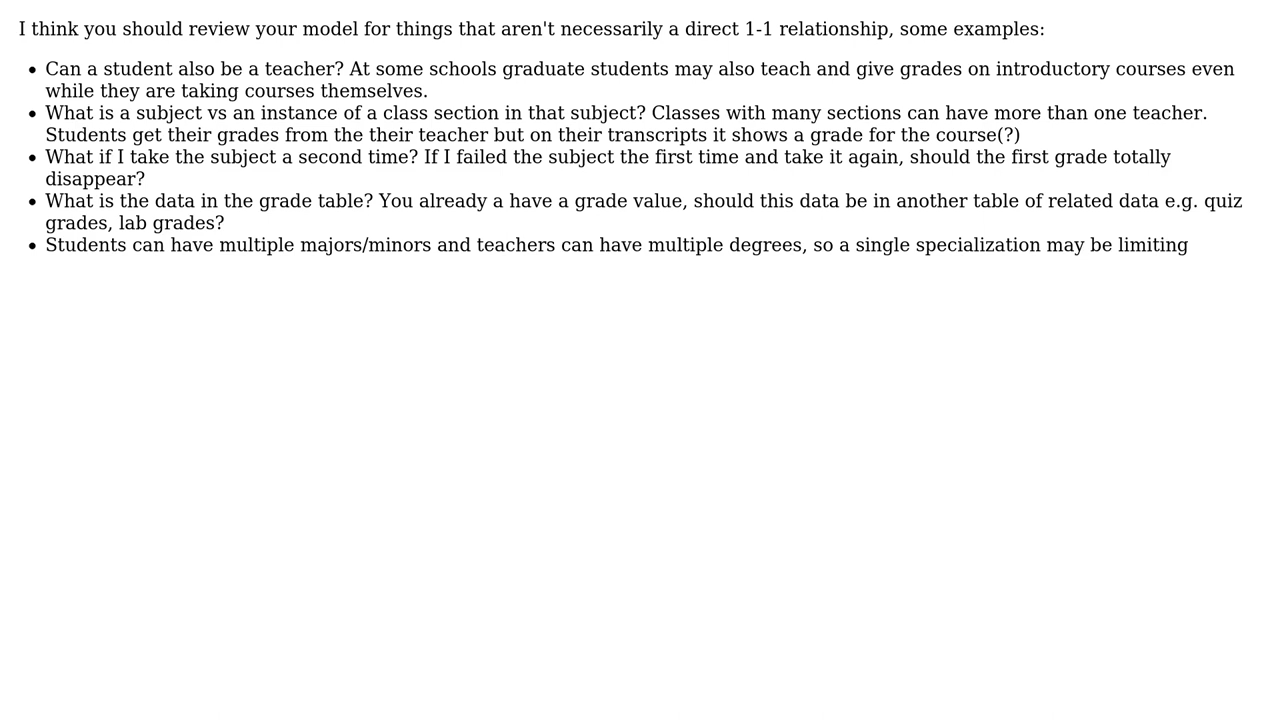 I think you should review your model for things that aren't necessarily a direct 1-1 relationship, some examples:
• Can a student also be a teacher? At some schools graduate students may also teach and give grades on introductory courses even
while they are taking courses themselves.
• What is a subject vs an instance of a class section in that subject? Classes with many sections can have more than one teacher.
Students get their grades from the their teacher but on their transcripts it shows a grade for the course(?)
• What if I take the subject a second time? If I failed the subject the first time and take it again, should the first grade totally
disappear?
• What is the data in the grade table? You already a have a grade value, should this data be in another table of related data e.g. quiz
grades, lab grades?
• Students can have multiple majors/minors and teachers can have multiple degrees, so a single specialization may be limiting